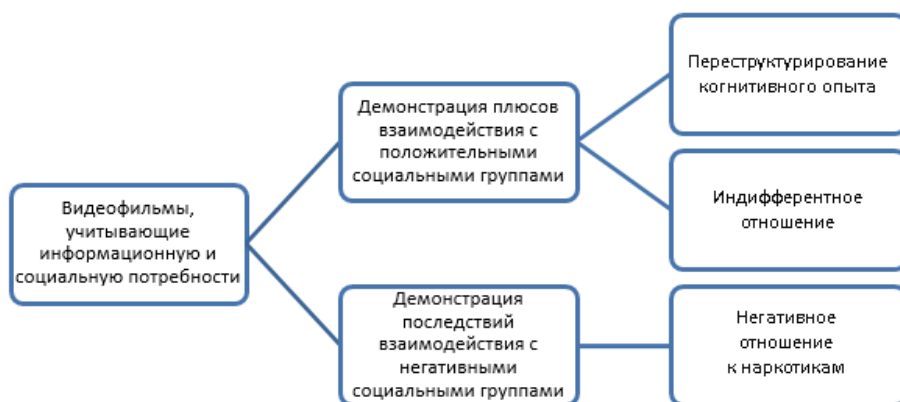 Видеофильмы,
учитывающие
информационную и
социальную потребности
Демонстрация плюсов
взаимодействия с
положительными
социальными группами
Переструктурирование
когнитивного опыта
Индифферентное
отношение
Демонстрация
последствий
взаимодействия с
негативными
социальными группами
Негативное
отношение
к наркотикам